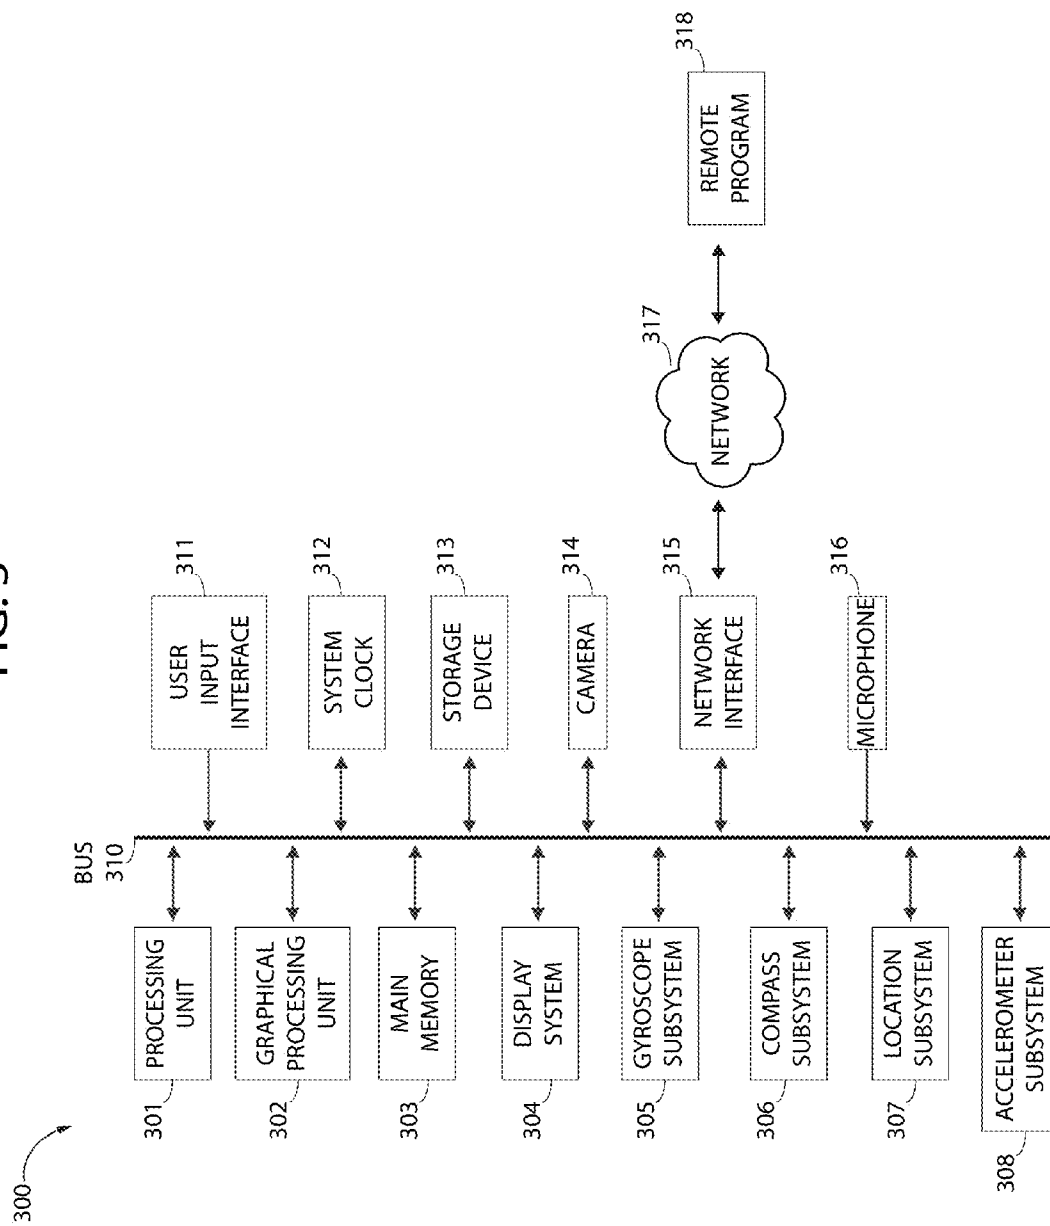 FIG. 3
300
BUS
310
301
PROCESSING
UNIT
USER
INPUT
INTERFACE
311
302
GRAPHICAL
PROCESSING
UNIT
SYSTEM
CLOCK
312
303
MAIN
MEMORY
STORAGE
DEVICE
313
304
DISPLAY
SYSTEM
CAMERA
314
305
GYROSCOPE
SUBSYSTEM
NETWORK
INTERFACE
315
NETWORK
317
REMOTE
PROGRAM
318
306
COMPASS
SUBSYSTEM
MICROPHONE
316
307
LOCATION
SUBSYSTEM
308
ACCELEROMETER
SUBSYSTEM